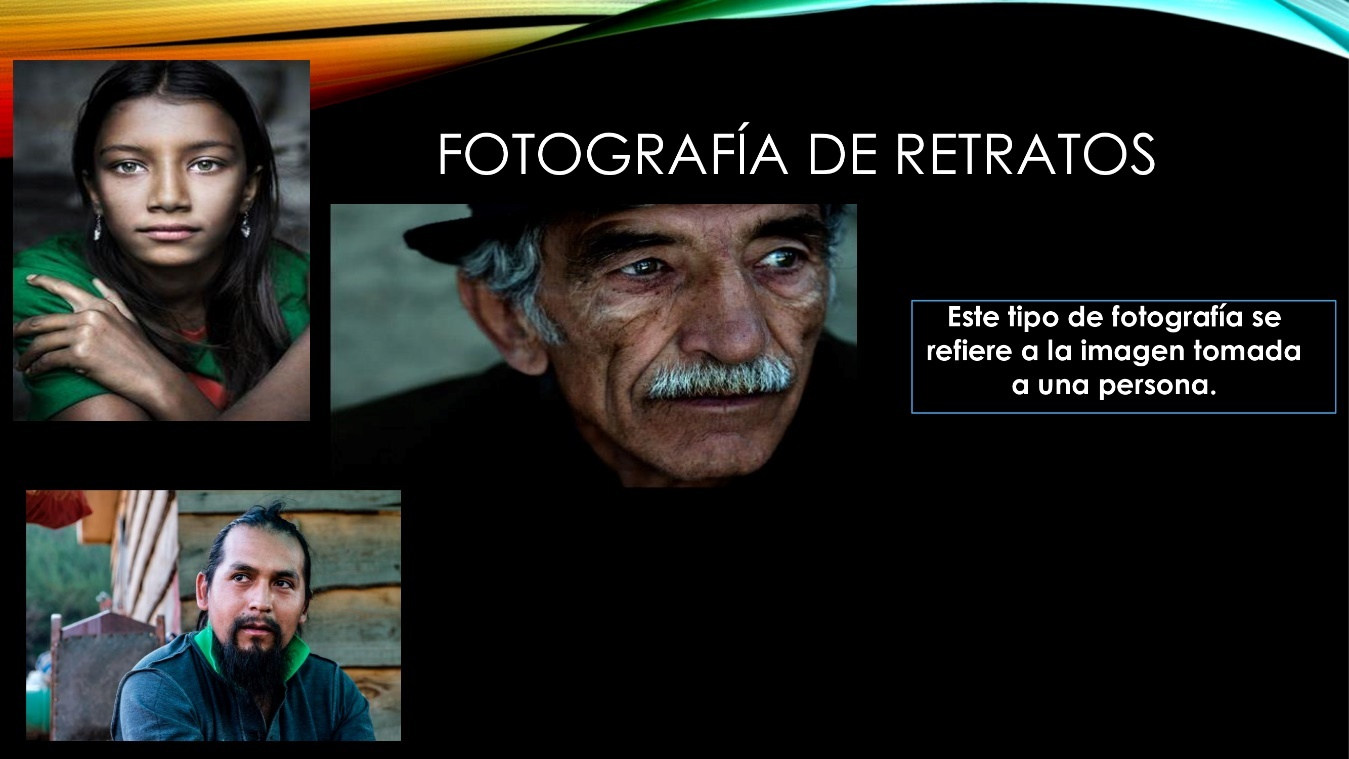 FOTOGRAFÍA DE RETRATOS
Este tipo de fotografía se
refiere a la imagen tomada
a una persona.